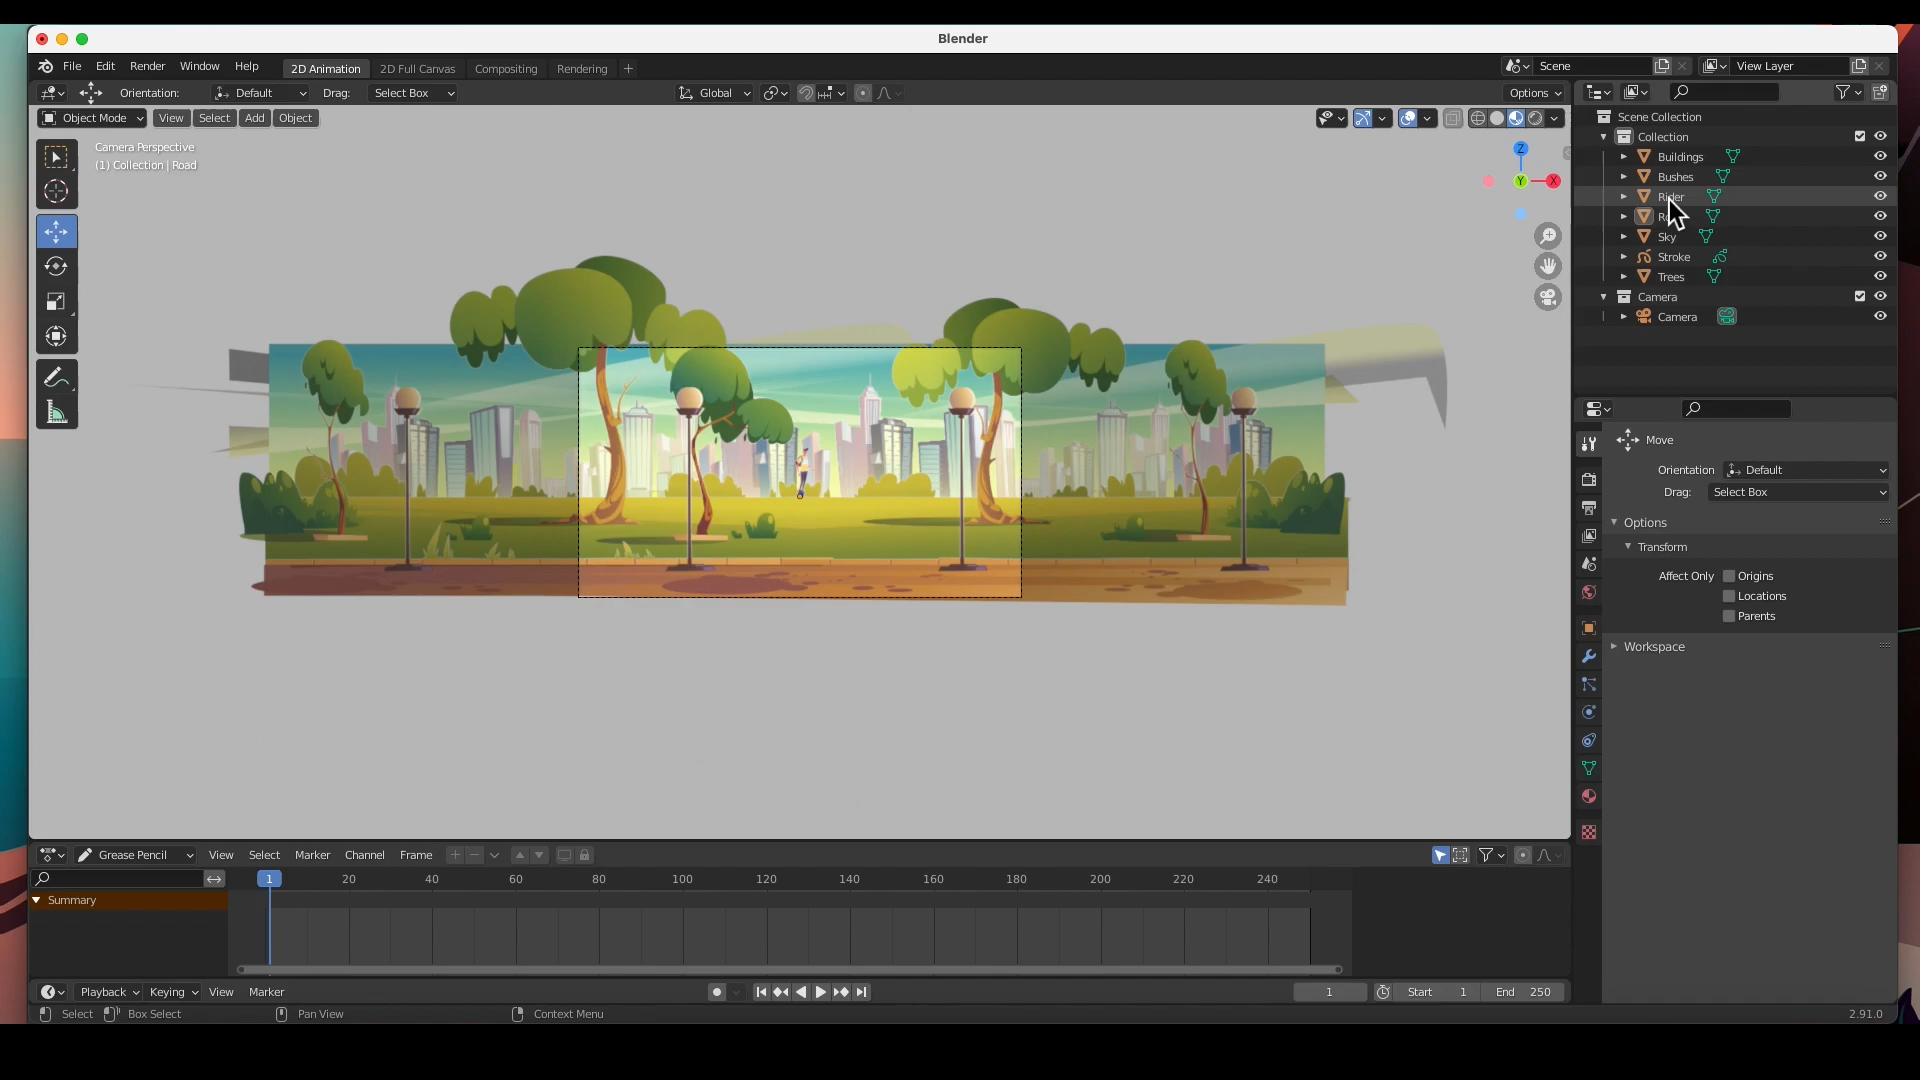 Blender
File Edit Render Window Help 2D Animation 2D Full Canvas Compositing Rendering + Scene View Layer
Orientation: Default Drag: Select Box Global Options
Object Mode View Select Add Object
Camera Perspective
(1) Collection | Road
Z
Y X
Scene Collection
Collection
Buildings
Bushes
Rider
Sky
Stroke
Trees
Camera
Camera
Move
Orientation Default
Drag: Select Box
Options
Transform
Affect Only Origins
Locations
Parents
Workspace
Grease Pencil View Select Marker Channel Frame
1 20 40 60 80 100 120 140 160 180 200 220 240
Summary
Playback Keying View Marker 1 Start 1 End 250
Select Box Select Pan View Context Menu 2.91.0